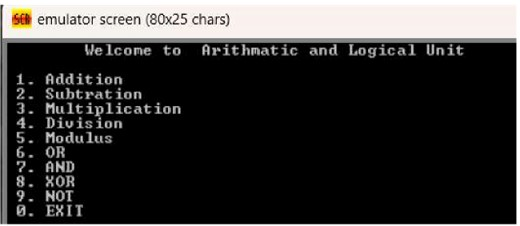 emulator screen (80x25 chars)
Welcome to Arithmatic and Logical Unit
1. Addition
2. Subtration
3. Multiplication
4. Division
5. Modulus
6. OR
7. AND
8. XOR
9. NOT
0. EXIT